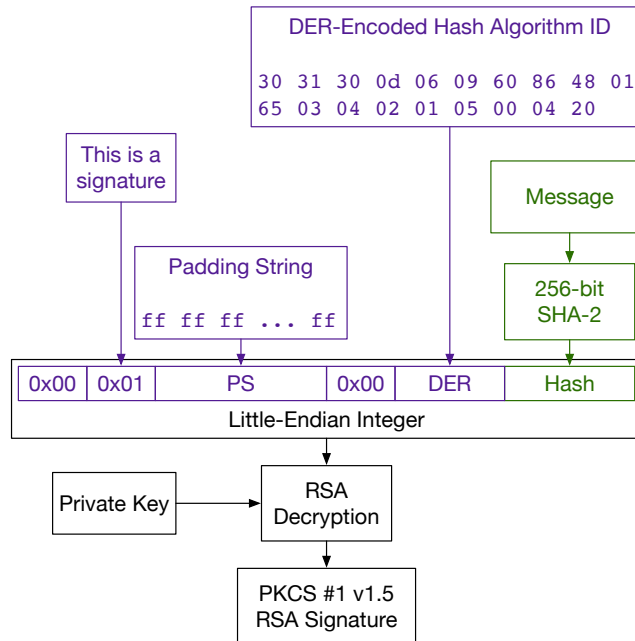 DER-Encoded Hash Algorithm ID
30 31 30 0d 06 09 60 86 48 01
65 03 04 02 01 05 00 04 20
This is a
signature
Message
Padding String
ff ff ff ... ff
256-bit
SHA-2
0x00 0x01 PS 0x00 DER Hash
Little-Endian Integer
Private Key
RSA
Decryption
PKCS #1 v1.5
RSA Signature